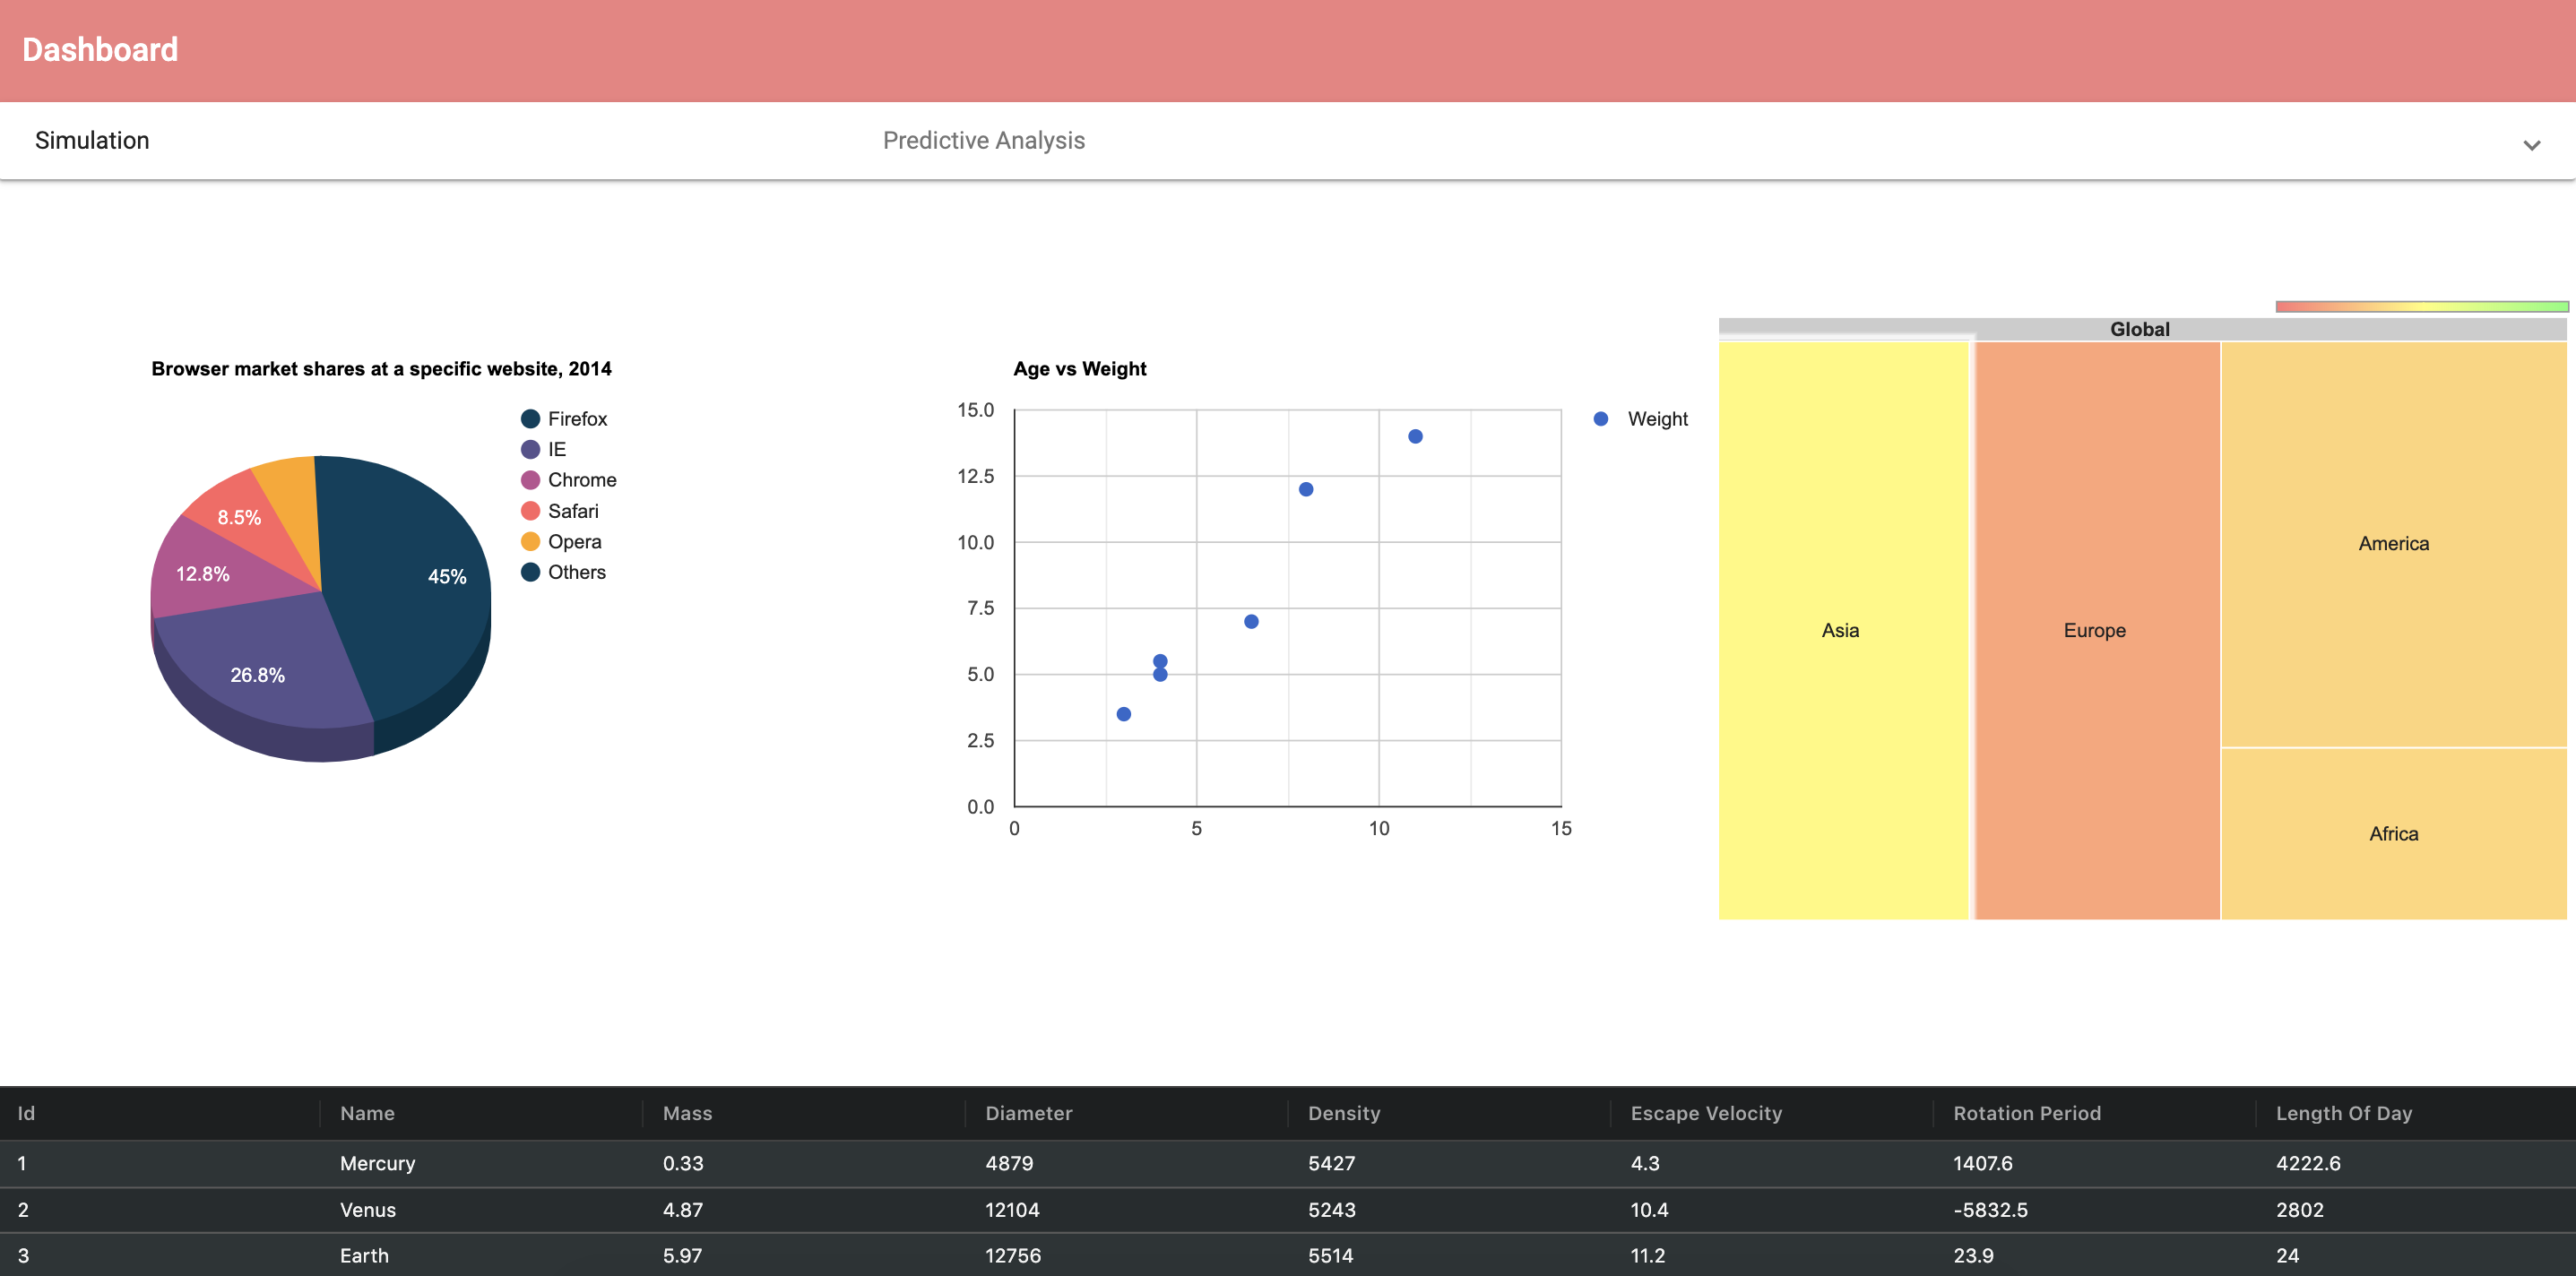 Dashboard
Simulation Predictive Analysis
Browser market shares at a specific website, 2014
Firefox
IE
Chrome
Safari
Opera
Others
45%
26.8%
12.8%
8.5%
Age vs Weight
Weight
15.0
12.5
10.0
7.5
5.0
2.5
0.0
0 5 10 15
Global
Asia
Europe
America
Africa
Id Name Mass Diameter Density Escape Velocity Rotation Period Length Of Day
1 Mercury 0.33 4879 5427 4.3 1407.6 4222.6
2 Venus 4.87 12104 5243 10.4 -5832.5 2802
3 Earth 5.97 12756 5514 11.2 23.9 24